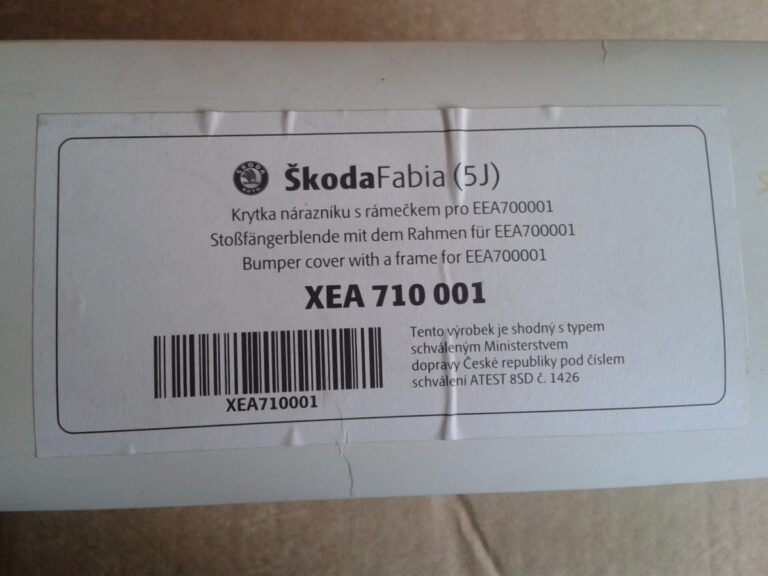 ŠKODA
AUTO
ŠkodaFabia (5J)
Krytka nárazníku s rámečkem pro EEA700001
Stoßfängerblende mit dem Rahmen für EEA700001
Bumper cover with a frame for EEA700001
XEA 710 001
Tento výrobek je shodný s typem
schváleným Ministerstvem
dopravy České republiky pod číslem
schválení ATEST 8SD č. 1426
XEA710001